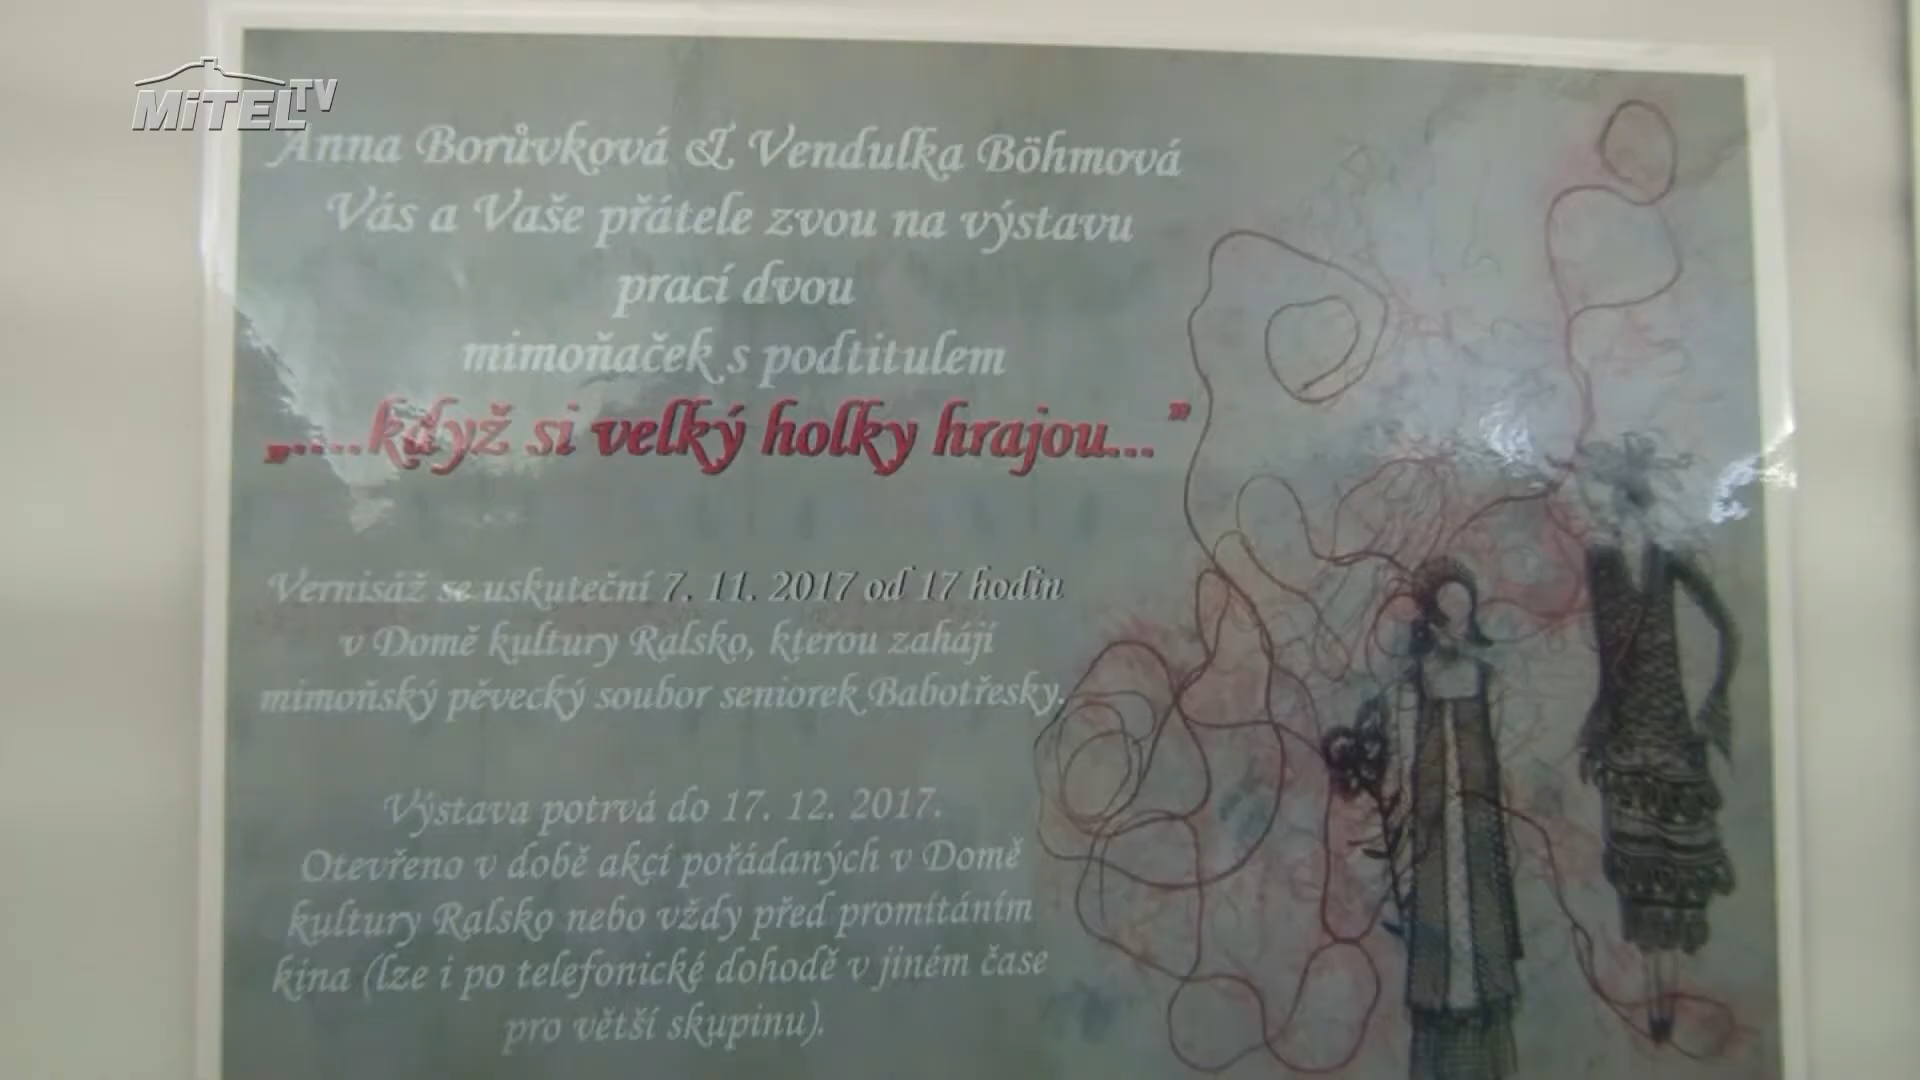 MiTEL TV
Anna Borůvková & Vendulka Böhmová
Vás a Vaše přátele zvou na výstavu
prací dvou
mimoňaček s podtitulem
„....když si velký holky hrajou..."
Vernisáž se uskuteční 7. 11. 2017 od 17 hodin
v Domě kultury Ralsko, kterou zahájí
mimoňský pěvecký soubor seniorek Babotřesky.
Výstava potrvá do 17. 12. 2017.
Otevřeno v době akcí pořádaných v Domě
kultury Ralsko nebo vždy před promítáním
kina (lze i po telefonické dohodě v jiném čase
pro větší skupinu).